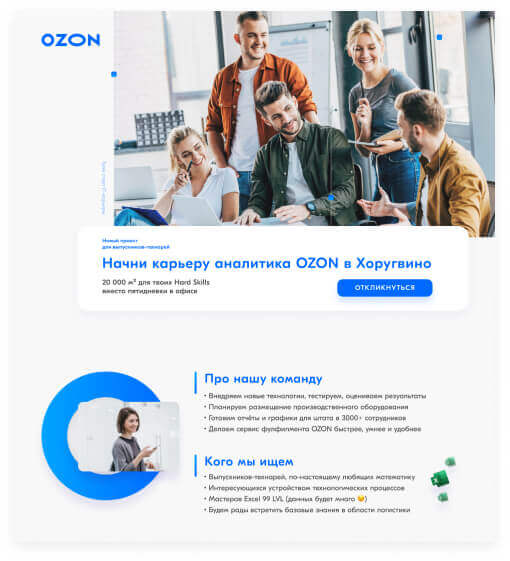 OZON
Новый проект
для выпускников-технарей
Начни карьеру аналитика OZON в Хоругвино
20 000 м² для твоих Hard Skills
вместо пятидневки в офисе
ОТКЛИКНУТЬСЯ
Про нашу команду
• Внедряем новые технологии, тестируем, оцениваем результаты
• Планируем размещение производственного оборудования
• Готовим отчёты и графики для штата в 3000+ сотрудников
• Делаем сервис фулфилмента OZON быстрее, умнее и удобнее
Кого мы ищем
• Выпускников-технарей, по-настоящему любящих математику
• Интересующихся устройством технологических процессов
• Мастеров Excel 99 LVL (данных будет много 😉)
• Будем рады встретить базовые знания в области логистики